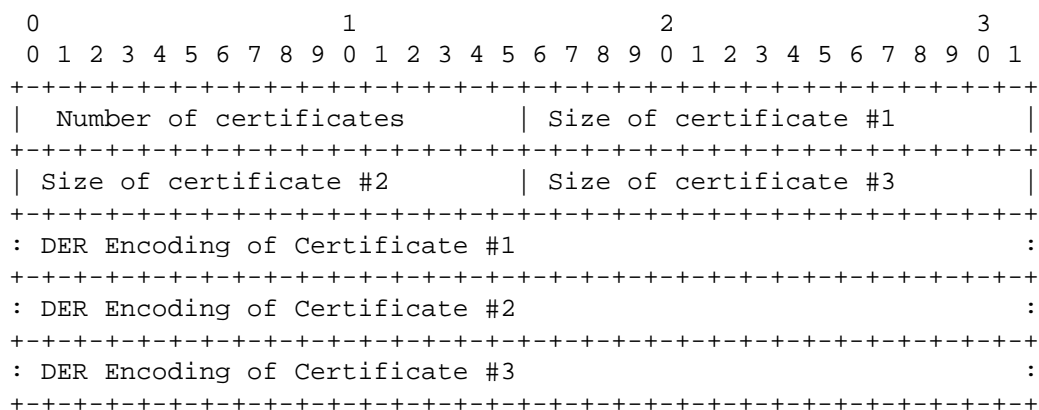 0                   1                   2                   3
 0 1 2 3 4 5 6 7 8 9 0 1 2 3 4 5 6 7 8 9 0 1 2 3 4 5 6 7 8 9 0 1
+-+-+-+-+-+-+-+-+-+-+-+-+-+-+-+-+-+-+-+-+-+-+-+-+-+-+-+-+-+-+-+-+
|  Number of certificates       | Size of certificate #1        |
+-+-+-+-+-+-+-+-+-+-+-+-+-+-+-+-+-+-+-+-+-+-+-+-+-+-+-+-+-+-+-+-+
| Size of certificate #2        | Size of certificate #3        |
+-+-+-+-+-+-+-+-+-+-+-+-+-+-+-+-+-+-+-+-+-+-+-+-+-+-+-+-+-+-+-+-+
: DER Encoding of Certificate #1                                :
+-+-+-+-+-+-+-+-+-+-+-+-+-+-+-+-+-+-+-+-+-+-+-+-+-+-+-+-+-+-+-+-+
: DER Encoding of Certificate #2                                :
+-+-+-+-+-+-+-+-+-+-+-+-+-+-+-+-+-+-+-+-+-+-+-+-+-+-+-+-+-+-+-+-+
: DER Encoding of Certificate #3                                :
+-+-+-+-+-+-+-+-+-+-+-+-+-+-+-+-+-+-+-+-+-+-+-+-+-+-+-+-+-+-+-+-+